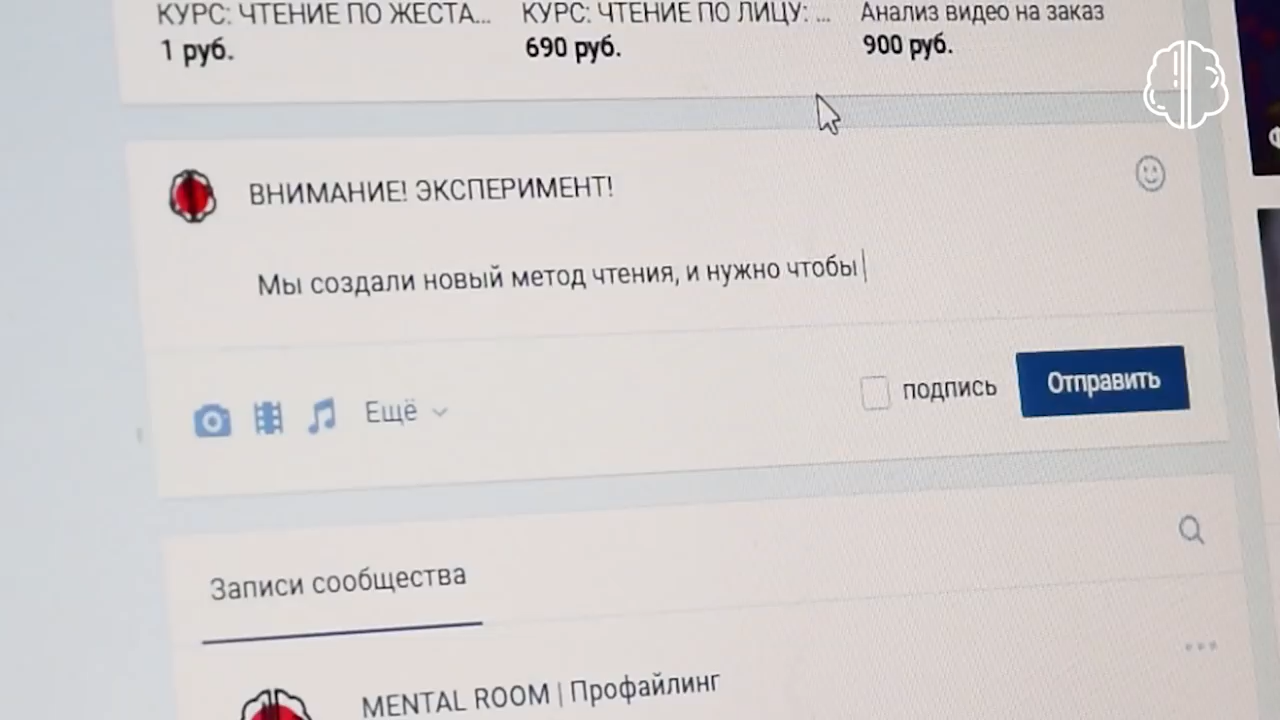 КУРС: ЧТЕНИЕ ПО ЖЕСТА...
КУРС: ЧТЕНИЕ ПО ЛИЦУ: ...
Анализ видео на заказ
1 руб.
690 руб.
900 руб.
ВНИМАНИЕ! ЭКСПЕРИМЕНТ!
Мы создали новый метод чтения, и нужно чтобы
Ещё
подпись
Отправить
Записи сообщества
MENTAL ROOM | Профайлинг